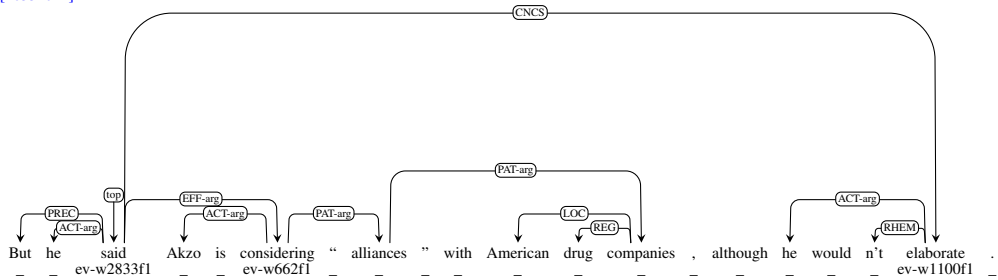 CNCS
PAT-arg
top EFF-arg ACT-arg
PREC ACT-arg PAT-arg LOC
ACT-arg REG RHEM
But he said Akzo is considering “ alliances ” with American drug companies , although he would n't elaborate .
ev-w2833f1 ev-w662f1 ev-w1100f1
_ _ _ _ _ _ _ _ _ _ _ _ _ _ _ _ _ _ _ _